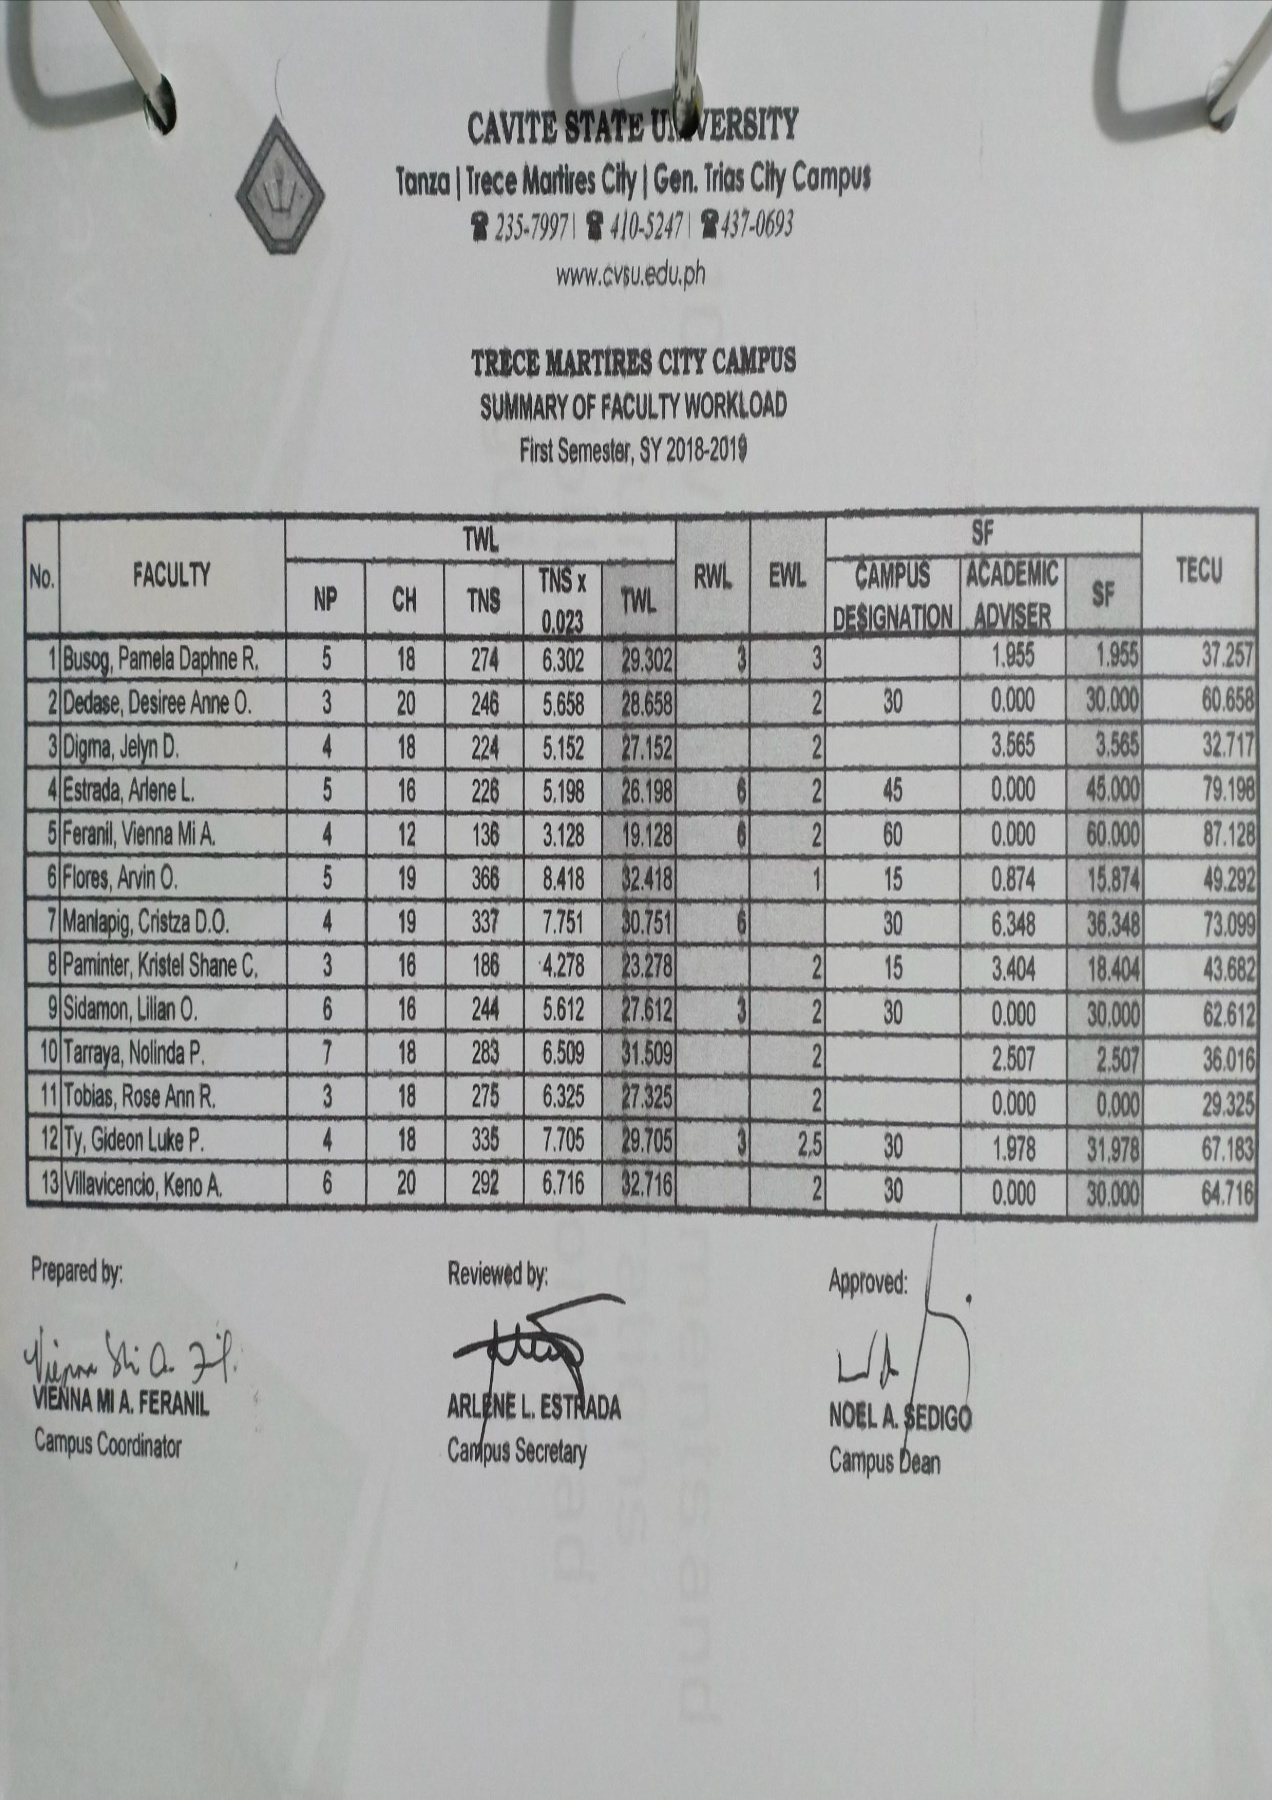 CAVITE STATE UNIVERSITY
Tanza | Trece Martires City | Gen. Trias City Campus
☎ 235-7997| ☎ 410-5247| ☎437-0693
www.cvsu.edu.ph
TRECE MARTIRES CITY CAMPUS
SUMMARY OF FACULTY WORKLOAD
First Semester, SY 2018-2019
No. FACULTY TWL RWL EWL SF TECU
NP CH TNS TNS x 0.023 TWL CAMPUS DESIGNATION ACADEMIC ADVISER SF
1 Busog, Pamela Daphne R. 5 18 274 6.302 29.302 3 3 1.955 1.955 37.257
2 Dedase, Desiree Anne O. 3 20 246 5.658 28.658 2 30 0.000 30.000 60.658
3 Digma, Jelyn D. 4 18 224 5.152 27.152 2 3.565 3.565 32.717
4 Estrada, Arlene L. 5 16 226 5.198 26.198 6 2 45 0.000 45.000 79.198
5 Feranil, Vienna Mi A. 4 12 136 3.128 19.128 6 2 60 0.000 60.000 87.128
6 Flores, Arvin O. 5 19 366 8.418 32.418 1 15 0.874 15.874 49.292
7 Manlapig, Cristza D.O. 4 19 337 7.751 30.751 6 30 6.348 36.348 73.099
8 Paminter, Kristel Shane C. 3 16 186 4.278 23.278 2 15 3.404 18.404 43.682
9 Sidamon, Lilian O. 6 16 244 5.612 27.612 3 2 30 0.000 30.000 62.612
10 Tarraya, Nolinda P. 7 18 283 6.509 31.509 2 2.507 2.507 36.016
11 Tobias, Rose Ann R. 3 18 275 6.325 27.325 2 0.000 0.000 29.325
12 Ty, Gideon Luke P. 4 18 335 7.705 29.705 3 2.5 30 1.978 31.978 67.183
13 Villavicencio, Keno A. 6 20 292 6.716 32.716 2 30 0.000 30.000 64.716
Prepared by: Reviewed by: Approved:
VIENNA MI A. FERANIL ARLENE L. ESTRADA NOEL A. SEDIGO
Campus Coordinator Campus Secretary Campus Dean